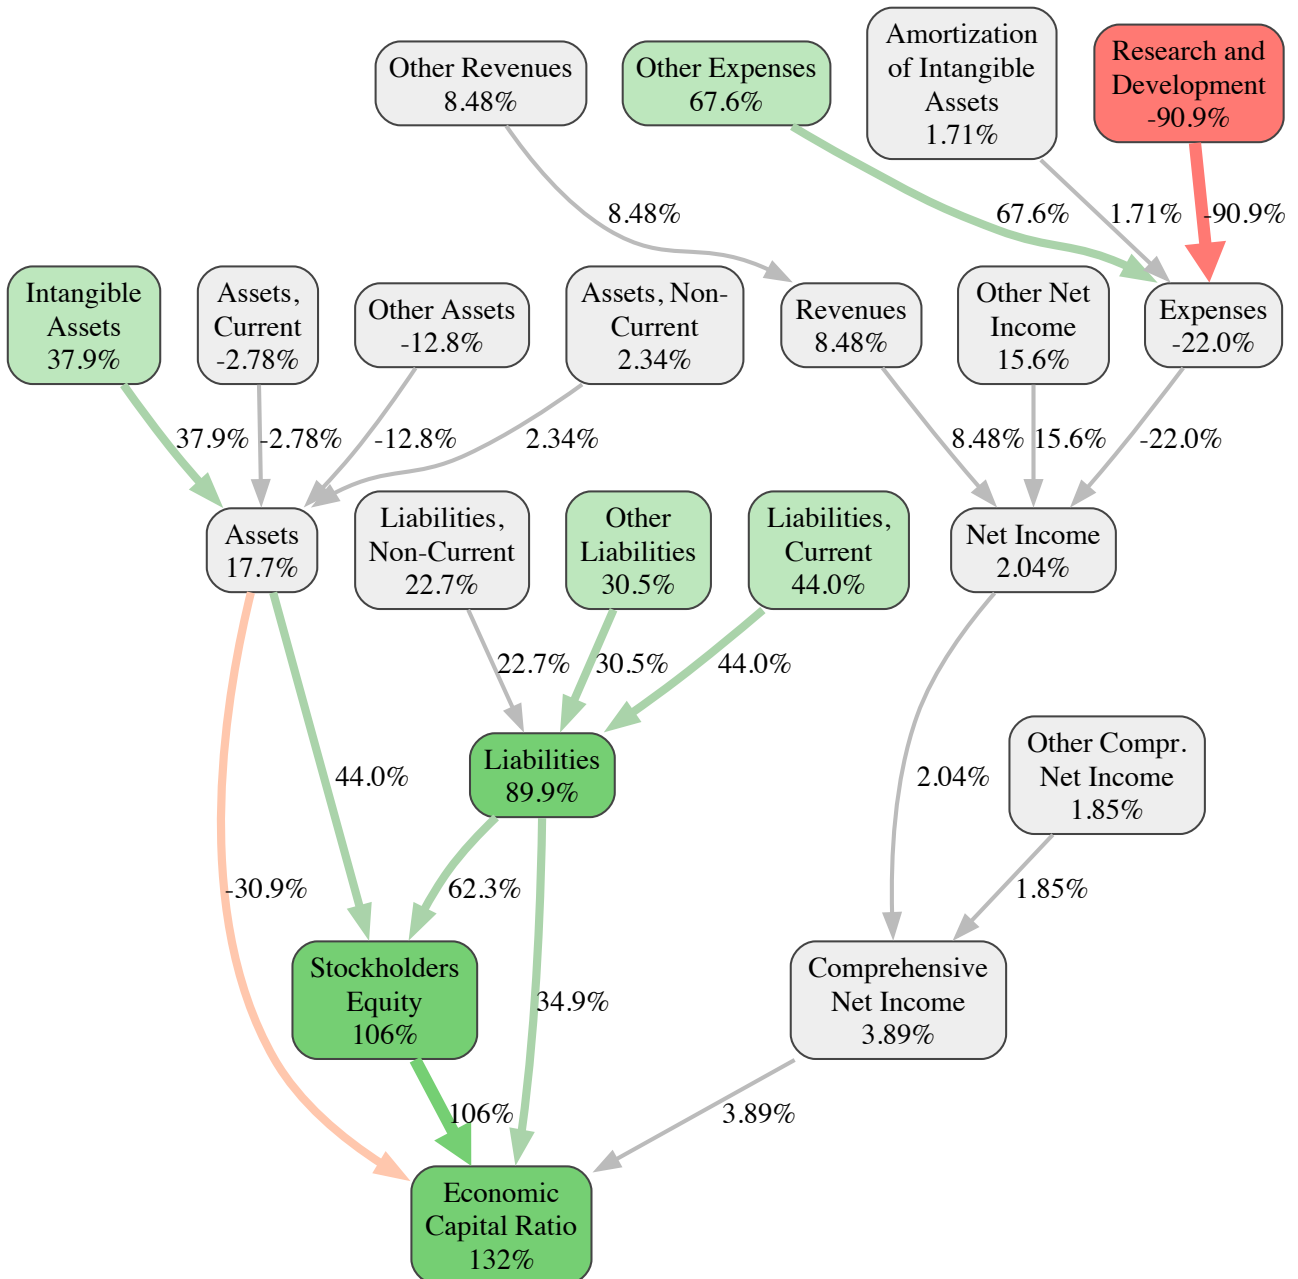 Other Revenues
8.48%
Other Expenses
67.6%
Amortization
of Intangible
Assets
1.71%
Research and
Development
-90.9%
8.48%
67.6%
1.71%
-90.9%
Intangible
Assets
37.9%
Assets,
Current
-2.78%
Other Assets
-12.8%
Assets, Non-
Current
2.34%
Revenues
8.48%
Other Net
Income
15.6%
Expenses
-22.0%
37.9%
-2.78%
-12.8%
2.34%
8.48%
15.6%
-22.0%
Assets
17.7%
Liabilities,
Non-Current
22.7%
Other
Liabilities
30.5%
Liabilities,
Current
44.0%
Net Income
2.04%
22.7%
30.5%
44.0%
Liabilities
89.9%
Other Compr.
Net Income
1.85%
44.0%
2.04%
-30.9%
62.3%
1.85%
Stockholders
Equity
106%
34.9%
Comprehensive
Net Income
3.89%
106%
3.89%
Economic
Capital Ratio
132%